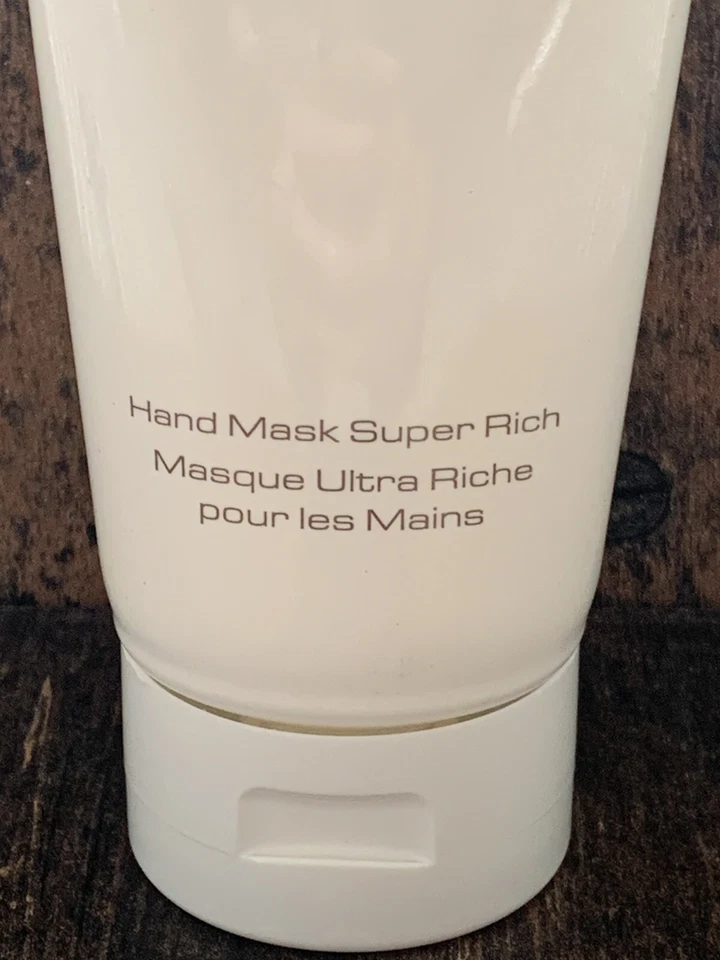 Hand Mask Super Rich
Masque Ultra Riche
pour les Mains